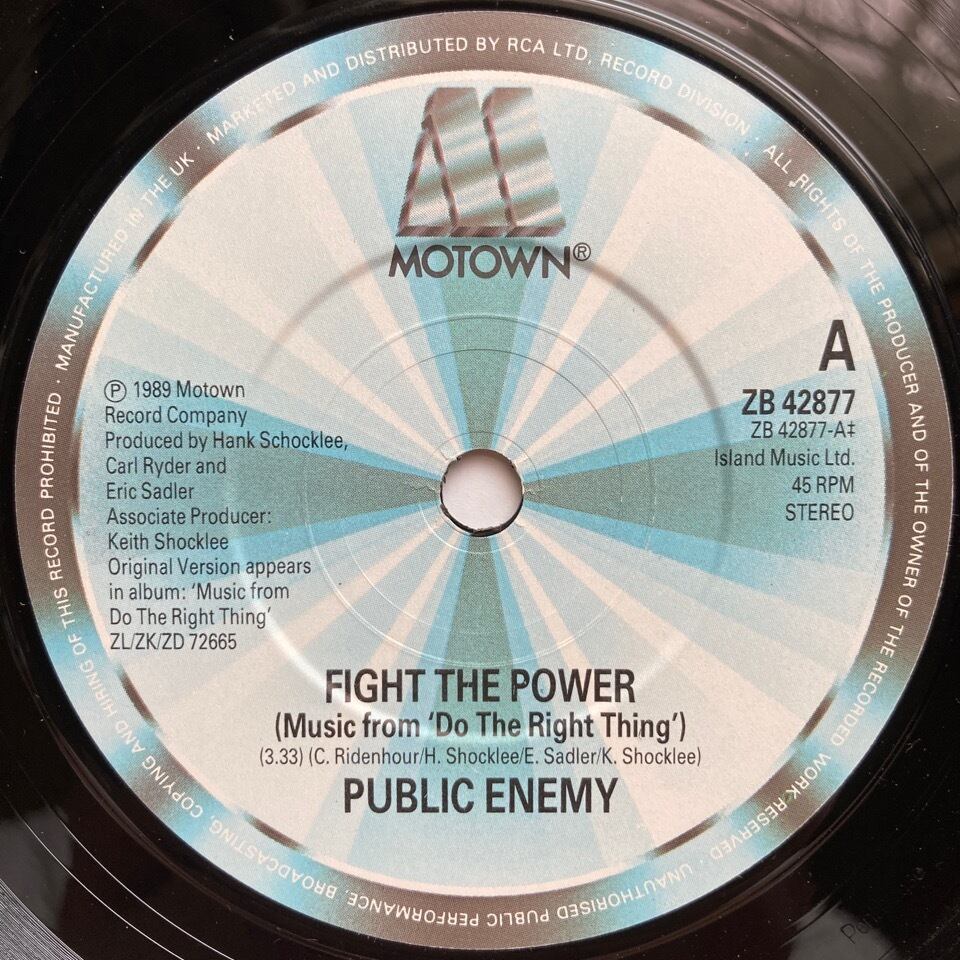 MANUFACTURED IN THE UK · MARKETED AND DISTRIBUTED BY RCA LTD, RECORD DIVISION · ALL RIGHTS OF THE PRODUCER AND OF THE OWNER OF THE RECORDED WORK RESERVED · UNAUTHORISED PUBLIC PERFORMANCE, BROADCASTING, COPYING AND HIRING OF THIS RECORD PROHIBITED ·
MOTOWN®
A
ZB 42877
ZB 42877-A‡
Island Music Ltd.
45 RPM
STEREO
℗ 1989 Motown
Record Company
Produced by Hank Schocklee,
Carl Ryder and
Eric Sadler
Associate Producer:
Keith Shocklee
Original Version appears
in album: ‘Music from
Do The Right Thing’
ZL/ZK/ZD 72665
FIGHT THE POWER
(Music from ‘Do The Right Thing’)
(3.33) (C. Ridenhour/H. Shocklee/E. Sadler/K. Shocklee)
PUBLIC ENEMY